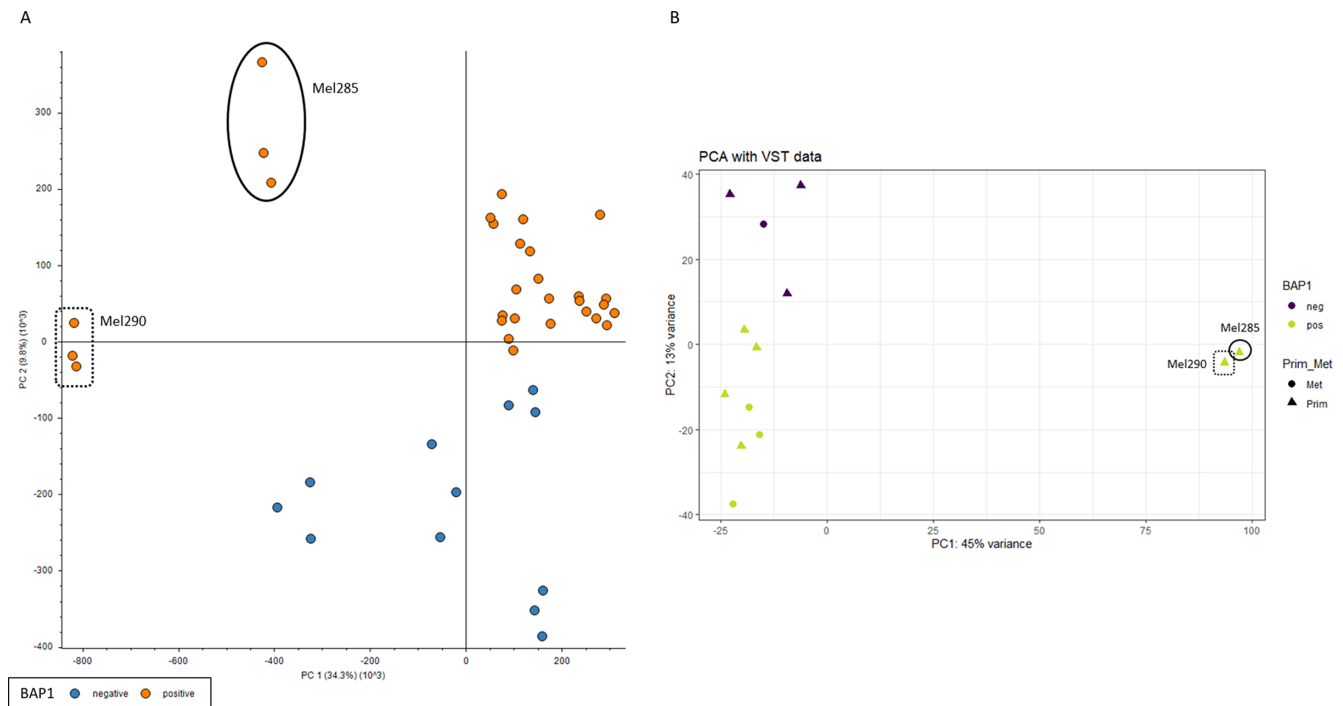 A
B
Mel285
Mel290
300
200
100
0
-100
-200
-300
-400
PC 2 (9.8%) (10^3)
-800
-600
-400
-200
0
200
PC 1 (34.3%) (10^3)
BAP1 negative positive
PCA with VST data
40
20
0
-20
-40
PC2: 13% variance
-25
0
25
50
75
100
PC1: 45% variance
Mel285
Mel290
BAP1
neg
pos
Prim_Met
Met
Prim